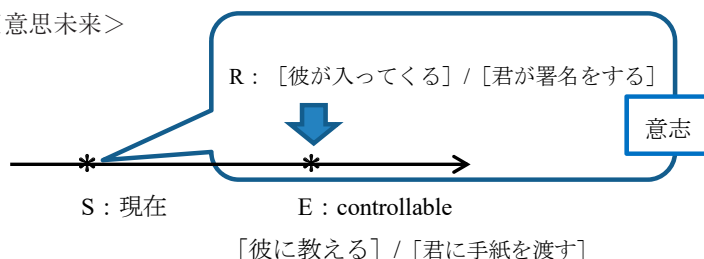 意思未来＞
R：［彼が入ってくる］/［君が署名をする］
意志
* *
S：現在 E：controllable
［彼に教える］/［君に手紙を渡す］